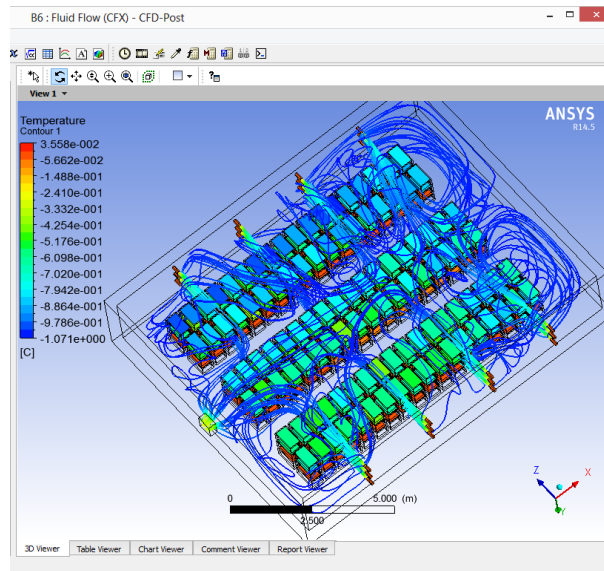 B6 : Fluid Flow (CFX) - CFD-Post
View 1
ANSYS
R14.5
Temperature
Contour 1
3.558e-002
-5.662e-002
-1.488e-001
-2.410e-001
-3.332e-001
-4.254e-001
-5.176e-001
-6.098e-001
-7.020e-001
-7.942e-001
-8.864e-001
-9.786e-001
-1.071e+000
[C]
0
5.000 (m)
2.500
Z
X
Y
3D Viewer
Table Viewer
Chart Viewer
Comment Viewer
Report Viewer